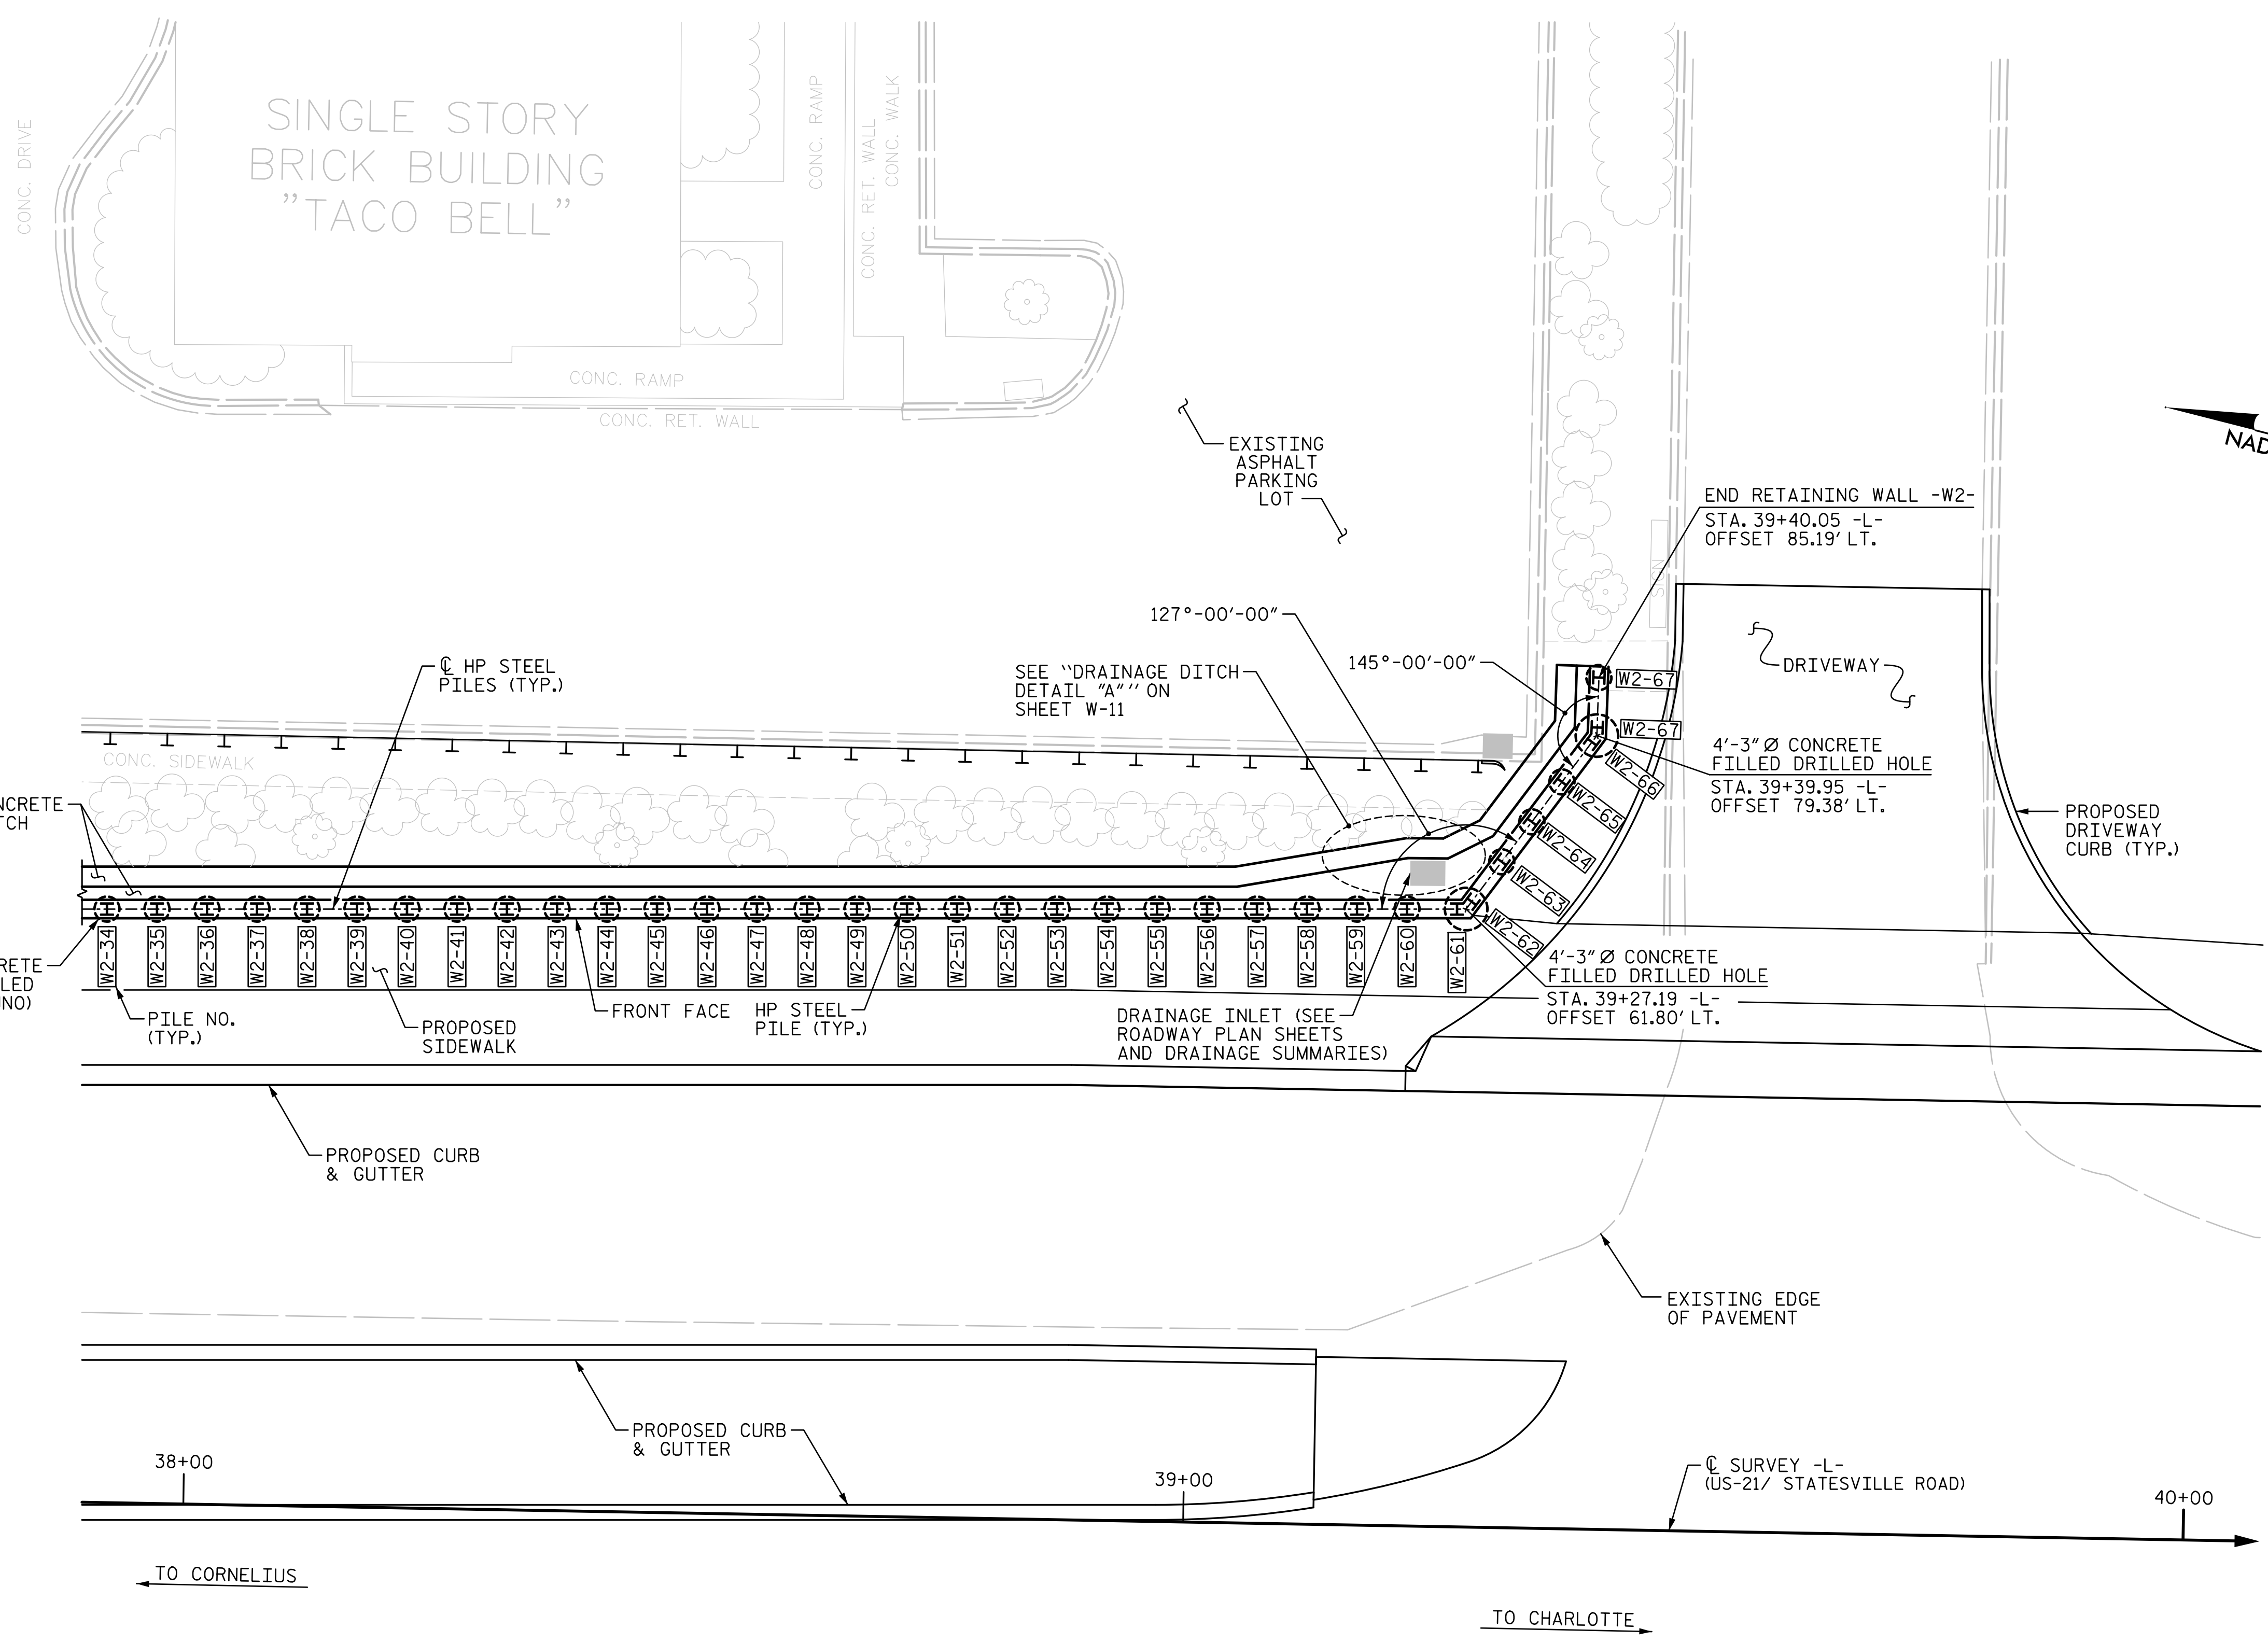 SINGLE STORY
BRICK BUILDING
"TACO BELL"
CONC. DRIVE
CONC. RAMP
CONC. RET. WALL
CONC. WALK
CONC. RAMP
CONC. RET. WALL
EXISTING
ASPHALT
PARKING
LOT
NAD
END RETAINING WALL -W2-
STA. 39+40.05 -L-
OFFSET 85.19' LT.
SIGN
127°-00'-00"
145°-00'-00"
SEE "DRAINAGE DITCH
DETAIL "A"" ON
SHEET W-11
℄ HP STEEL
PILES (TYP.)
DRIVEWAY
W2-67
W2-67
4'-3" Ø CONCRETE
FILLED DRILLED HOLE
STA. 39+39.95 -L-
OFFSET 79.38' LT.
CONC. SIDEWALK
PROPOSED
DRIVEWAY
CURB (TYP.)
W2-66
W2-65
W2-64
W2-63
W2-62
NCRETE
TCH
RETE
LLED
NO)
W2-34
W2-35
W2-36
W2-37
W2-38
W2-39
W2-40
W2-41
W2-42
W2-43
W2-44
W2-45
W2-46
W2-47
W2-48
W2-49
W2-50
W2-51
W2-52
W2-53
W2-54
W2-55
W2-56
W2-57
W2-58
W2-59
W2-60
W2-61
4'-3" Ø CONCRETE
FILLED DRILLED HOLE
STA. 39+27.19 -L-
OFFSET 61.80' LT.
PILE NO.
(TYP.)
PROPOSED
SIDEWALK
FRONT FACE
HP STEEL
PILE (TYP.)
DRAINAGE INLET (SEE
ROADWAY PLAN SHEETS
AND DRAINAGE SUMMARIES)
PROPOSED CURB
& GUTTER
EXISTING EDGE
OF PAVEMENT
PROPOSED CURB
& GUTTER
38+00
39+00
40+00
℄ SURVEY -L-
(US-21/ STATESVILLE ROAD)
TO CORNELIUS
TO CHARLOTTE